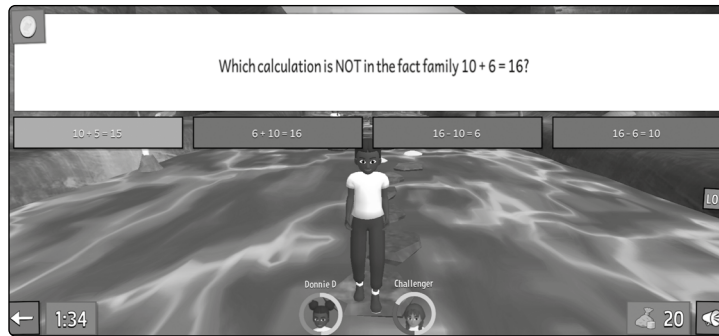 Which calculation is NOT in the fact family 10 + 6 = 16?
10 + 5 = 15
6 + 10 = 16
16 - 10 = 6
16 - 6 = 10
LO
Donnie D
Challenger
1:34
20